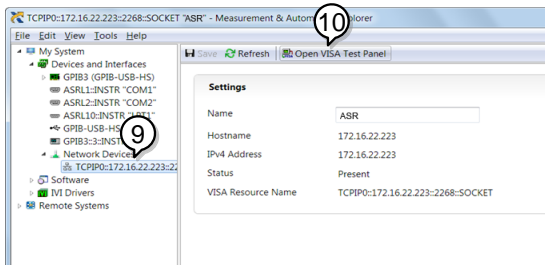 TCPIP0::172.16.22.223::2268::SOCKET "ASR" - Measurement & Autom 10 plorer
File Edit View Tools Help
My System
Devices and Interfaces
GPIB3 (GPIB-USB-HS)
ASRL1::INSTR "COM1"
ASRL2::INSTR "COM2"
ASRL10::INSTR "LPT1"
GPIB-USB-HS
GPIB3::3::INST
9
Network Devices
TCPIP0::172.16.22.223::22
Software
IVI Drivers
Remote Systems
Save Refresh Open VISA Test Panel
Settings
Name ASR
Hostname 172.16.22.223
IPv4 Address 172.16.22.223
Status Present
VISA Resource Name TCPIP0::172.16.22.223::2268::SOCKET